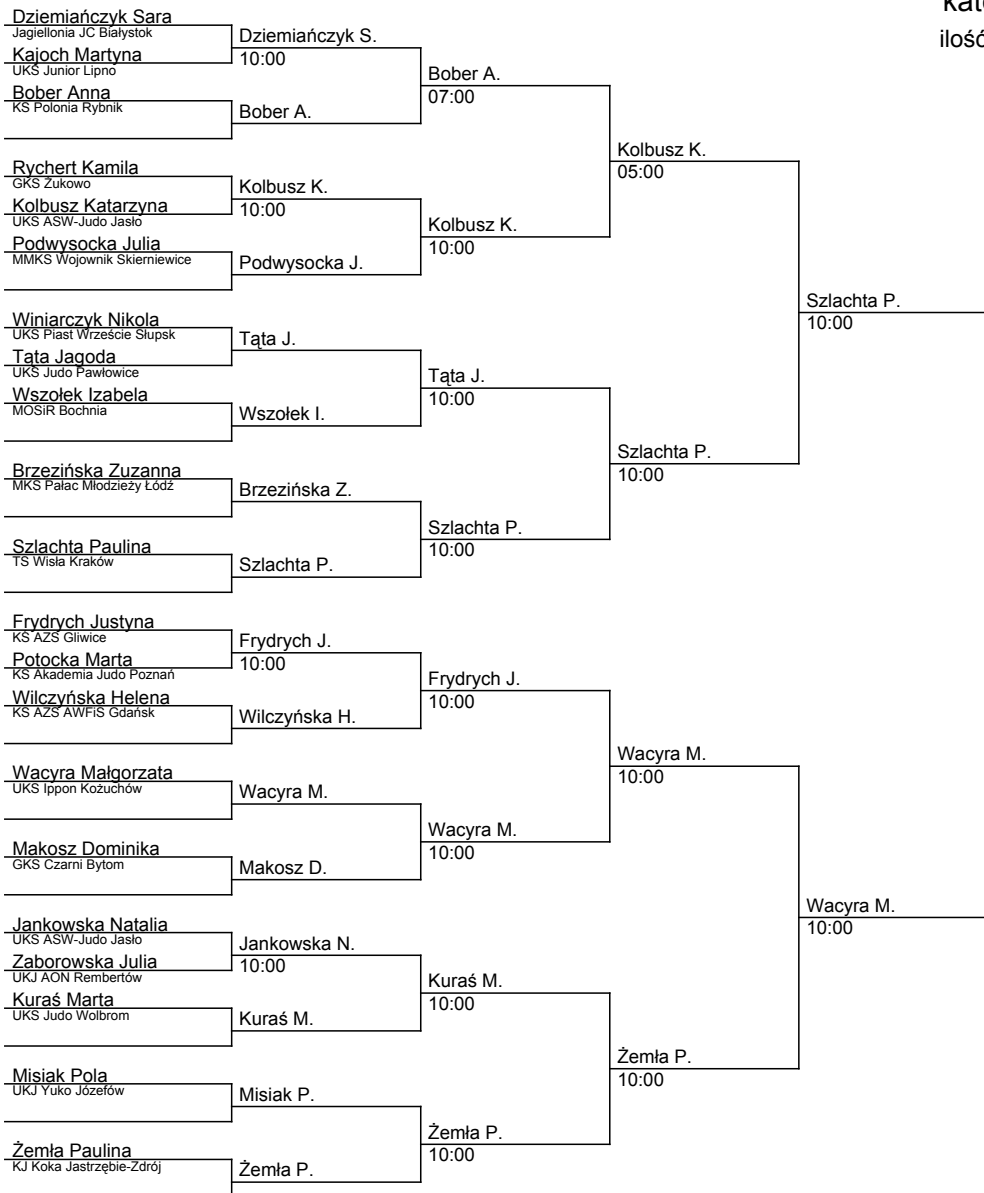 Dziemiańczyk Sara
Jagiellonia JC Białystok
Kajoch Martyna
UKS Junior Lipno
Bober Anna
KS Polonia Rybnik
Rychert Kamila
GKS Żukowo
Kolbusz Katarzyna
UKS ASW-Judo Jasło
Podwysocka Julia
MMKS Wojownik Skierniewice
Winiarczyk Nikola
UKS Piast Wrzeście Słupsk
Tąta Jagoda
UKS Judo Pawłowice
Wszołek Izabela
MOSiR Bochnia
Brzezińska Zuzanna
MKS Pałac Młodzieży Łódź
Szlachta Paulina
TS Wisła Kraków
Frydrych Justyna
KS AZS Gliwice
Potocka Marta
KS Akademia Judo Poznań
Wilczyńska Helena
KS AZS AWFiS Gdańsk
Wacyra Małgorzata
UKS Ippon Kożuchów
Makosz Dominika
GKS Czarni Bytom
Jankowska Natalia
UKS ASW-Judo Jasło
Zaborowska Julia
UKJ AON Rembertów
Kuraś Marta
UKS Judo Wolbrom
Misiak Pola
UKJ Yuko Józefów
Żemła Paulina
KJ Koka Jastrzębie-Zdrój
Dziemiańczyk S.
10:00
Bober A.
Kolbusz K.
10:00
Podwysocka J.
Tąta J.
Wszołek I.
Brzezińska Z.
Szlachta P.
Frydrych J.
10:00
Wilczyńska H.
Wacyra M.
Makosz D.
Jankowska N.
10:00
Kuraś M.
Misiak P.
Żemła P.
Bober A.
07:00
Kolbusz K.
10:00
Tąta J.
10:00
Szlachta P.
10:00
Frydrych J.
10:00
Wacyra M.
10:00
Kuraś M.
10:00
Żemła P.
10:00
Kolbusz K.
05:00
Szlachta P.
10:00
Wacyra M.
10:00
Żemła P.
10:00
Szlachta P.
10:00
Wacyra M.
10:00